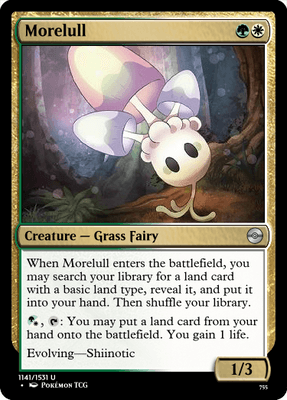 Morelull
Creature — Grass Fairy
When Morelull enters the battlefield, you
may search your library for a land card
with a basic land type, reveal it, and put it
into your hand. Then shuffle your library.
, : You may put a land card from your
hand onto the battlefield. You gain 1 life.
Evolving—Shiinotic
1/3
1141/1531 U
• Pokémon TCG
755